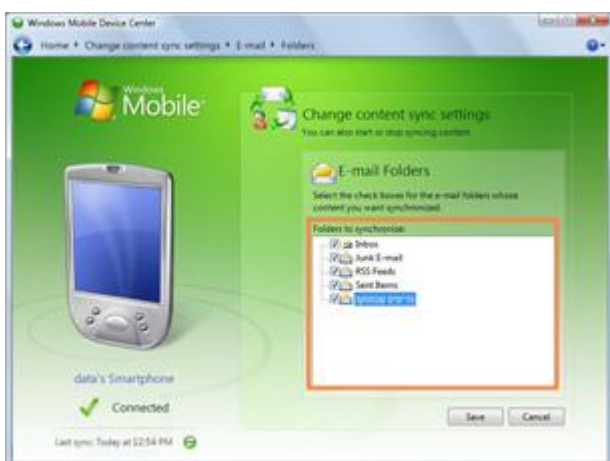 Windows Mobile Device Center
Home ▸ Change content sync settings ▸ E-mail ▸ Folders
Windows
Mobile
Change content sync settings
You can also start or stop syncing content.
E-mail Folders
Select the check boxes for the e-mail folders whose
content you want synchronized.
Folders to synchronize:
Inbox
Junk E-mail
RSS Feeds
Sent Items
data's Smartphone
Connected
Last sync: Today at 12:54 PM
Save
Cancel